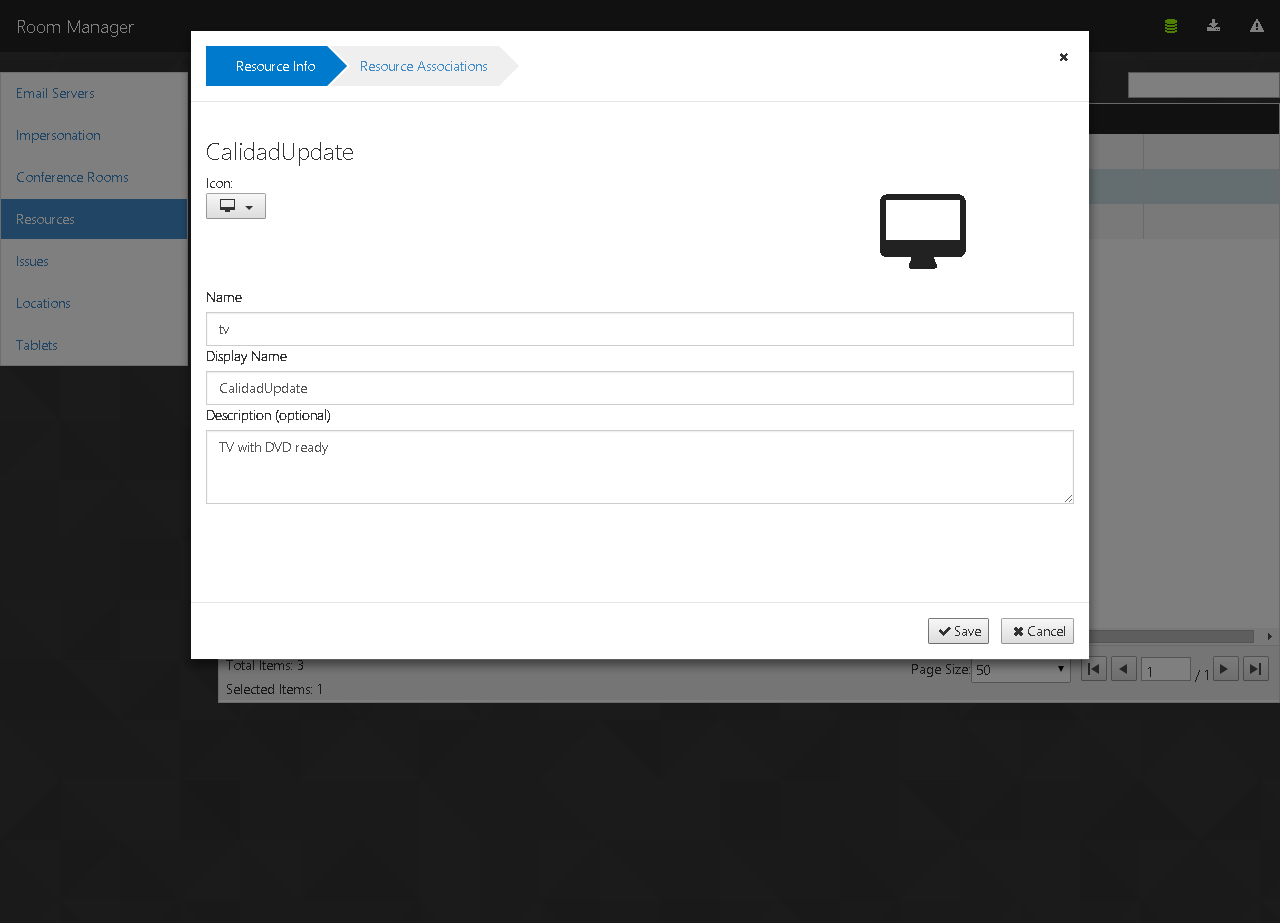 Room Manager
Resource Info
Resource Associations
Email Servers
Impersonation
Conference Rooms
Resources
Issues
Locations
Tablets
CalidadUpdate
Icon:
Name
tv
Display Name
CalidadUpdate
Description (optional)
TV with DVD ready
Save
Cancel
Total Items: 3
Selected Items: 1
Page Size: 50
1 / 1